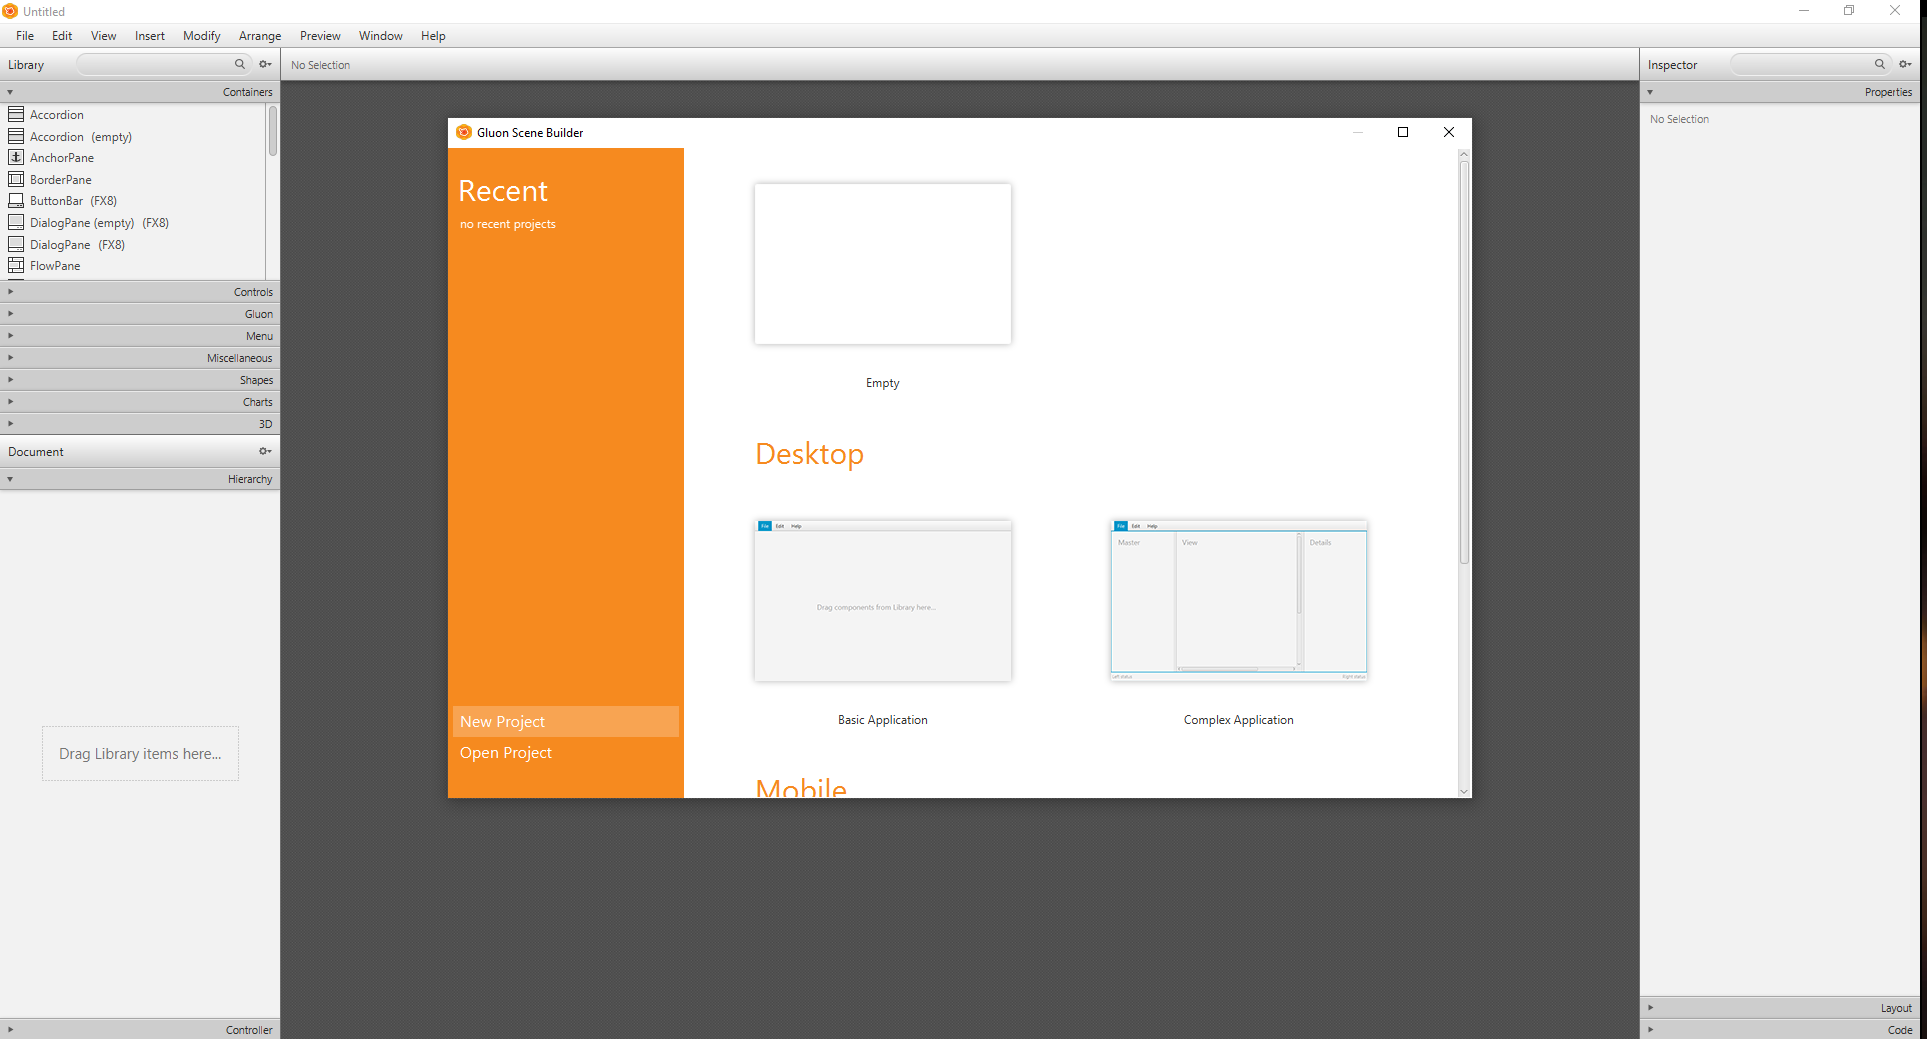 Untitled
File Edit View Insert Modify Arrange Preview Window Help
Library
No Selection
Inspector
Containers
Properties
Accordion
Accordion (empty)
AnchorPane
BorderPane
ButtonBar (FX8)
DialogPane (empty) (FX8)
DialogPane (FX8)
FlowPane
Controls
Gluon
Menu
Miscellaneous
Shapes
Charts
3D
Document
Hierarchy
Drag Library items here...
Controller
Gluon Scene Builder
Recent
no recent projects
New Project
Open Project
Empty
Desktop
File Edit Help
Drag components from Library here...
Basic Application
File Edit Help
Master View Details
Left status Right status
Complex Application
Mobile
No Selection
Layout
Code